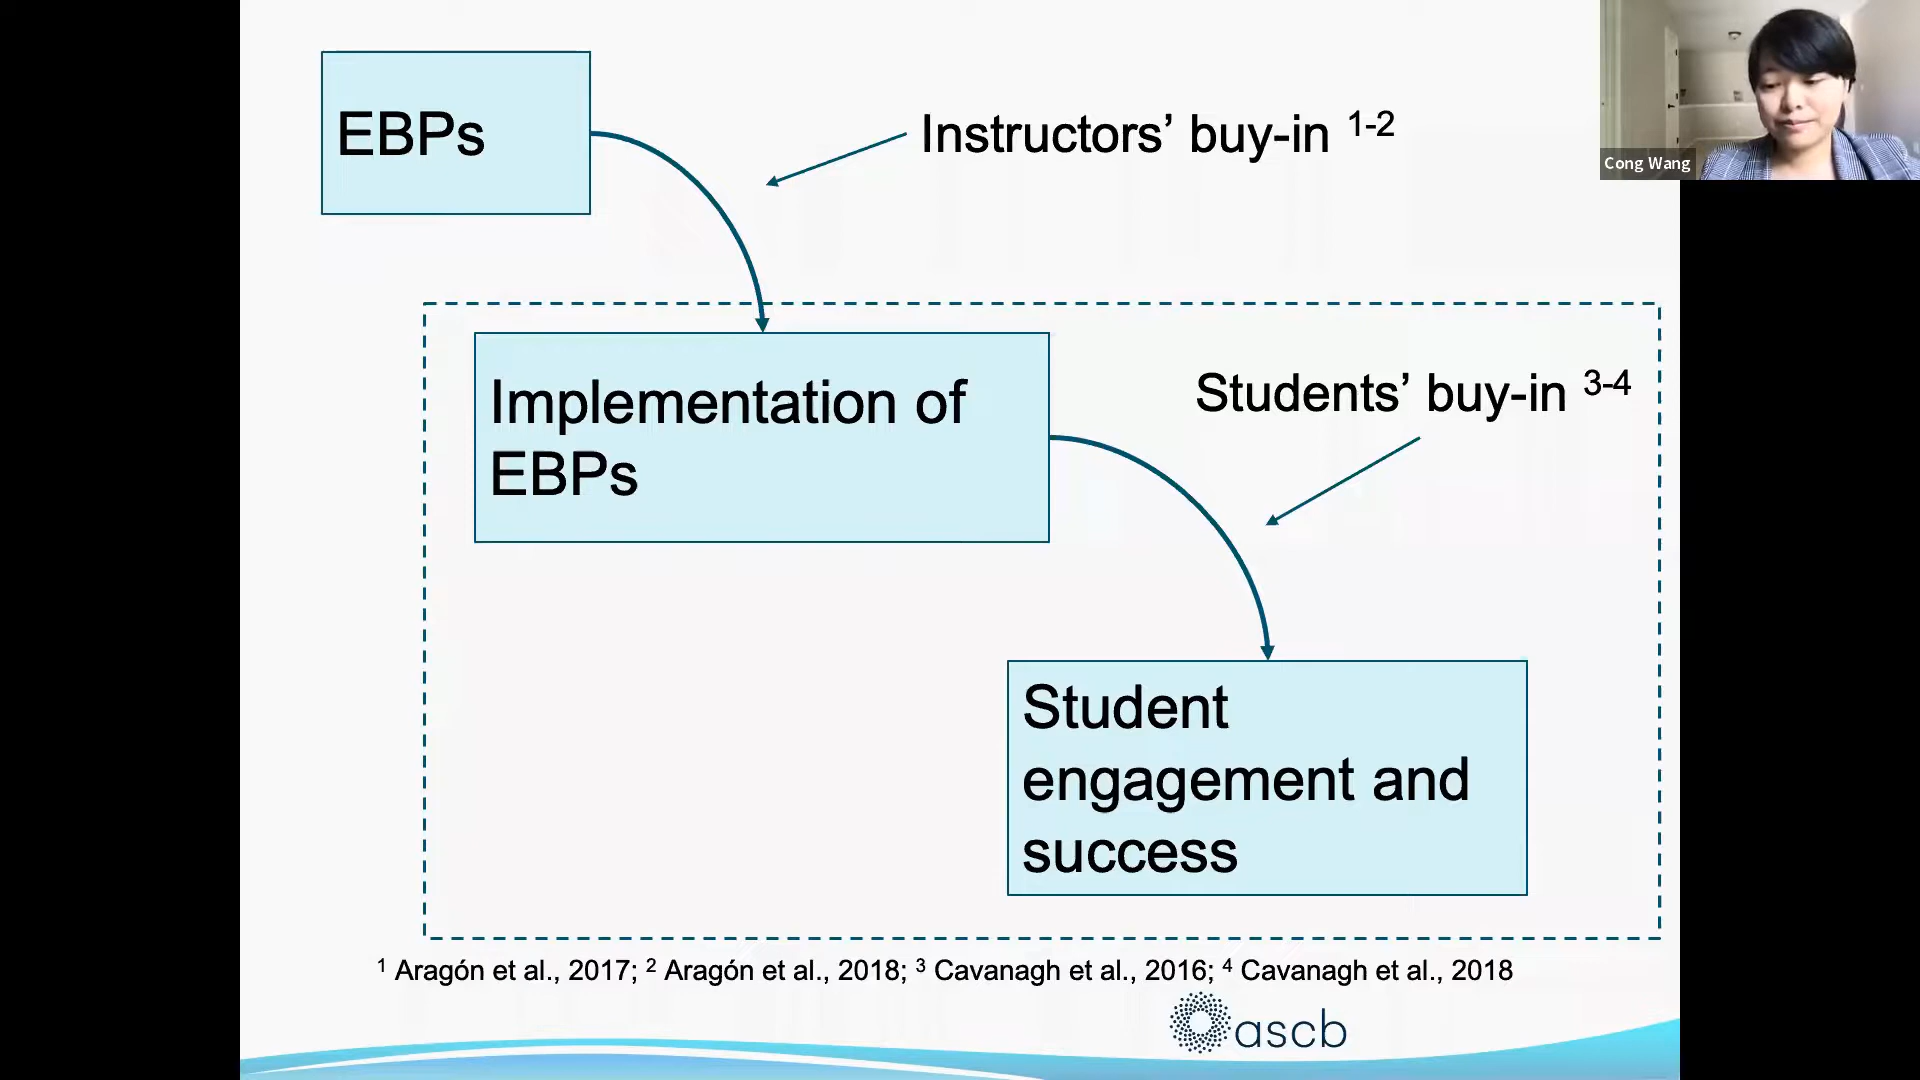 EBPs
Instructors’ buy-in 1-2
Cong Wang
Implementation of
EBPs
Students’ buy-in 3-4
Student
engagement and
success
1 Aragón et al., 2017; 2 Aragón et al., 2018; 3 Cavanagh et al., 2016; 4 Cavanagh et al., 2018
ascb